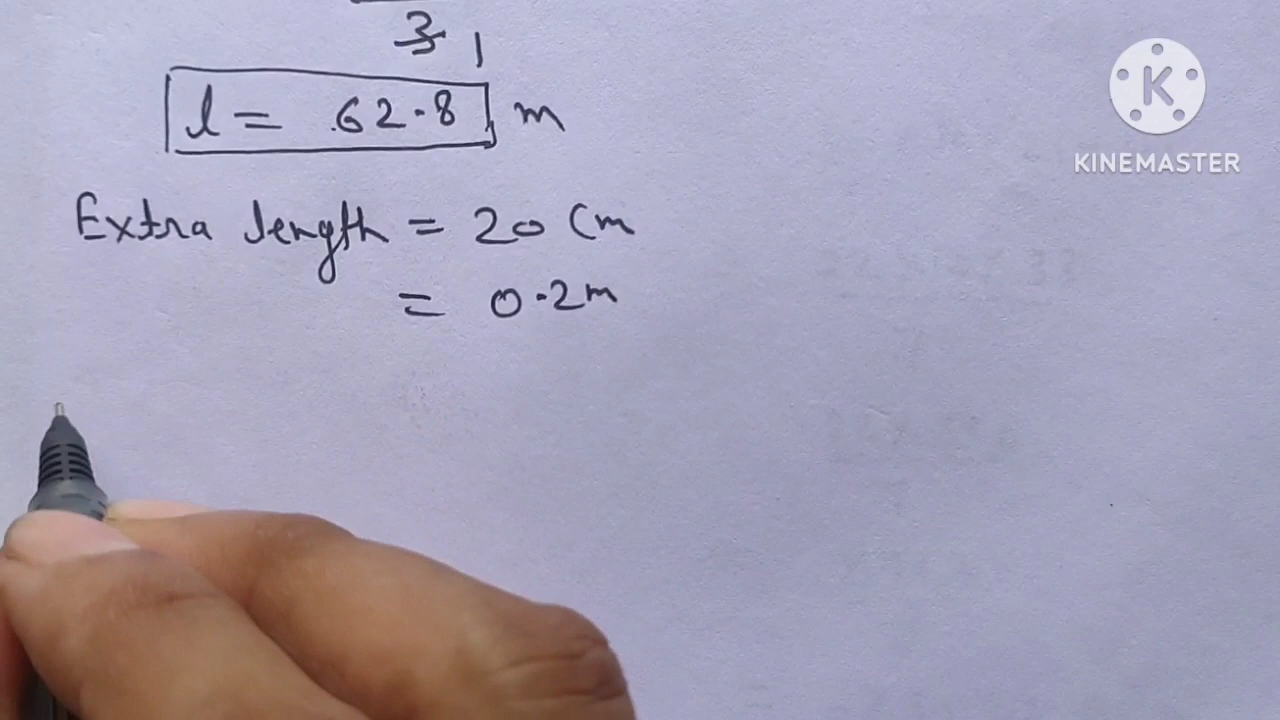 3 1
l = 62.8 m
Extra length = 20 Cm
= 0.2m
K
KINEMASTER